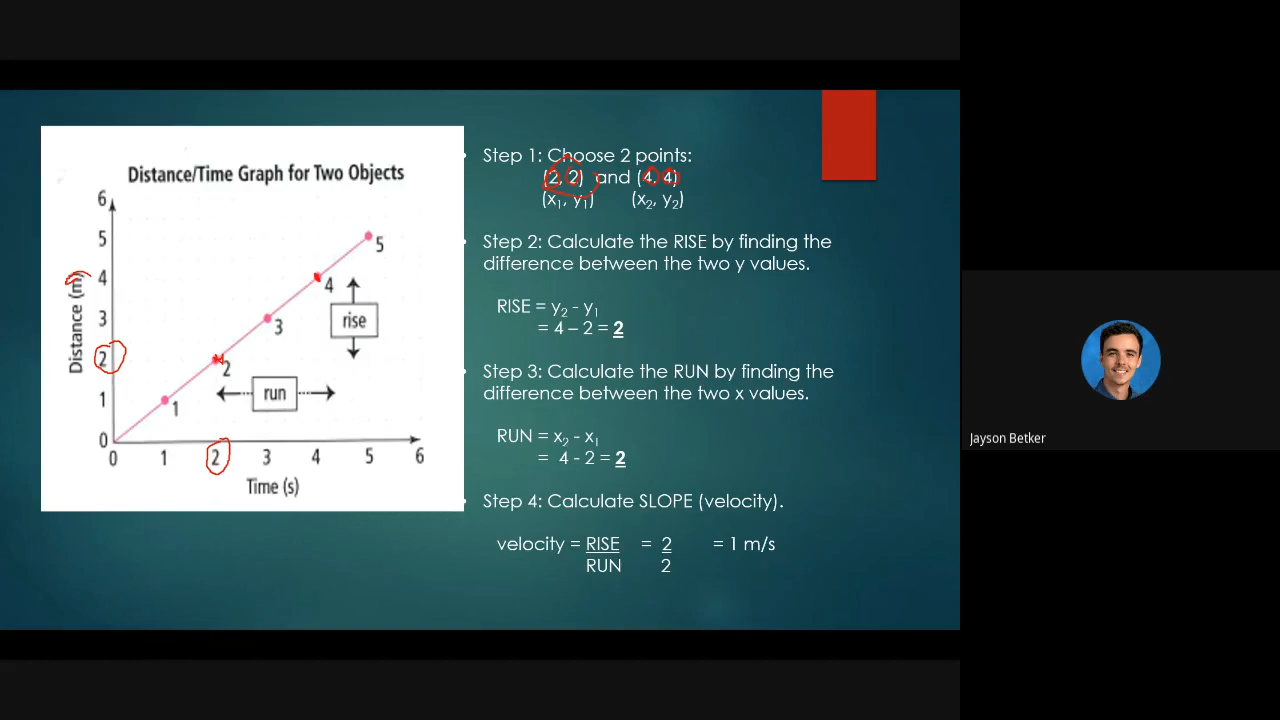 Distance/Time Graph for Two Objects
Distance (m)
6
5
4
3
2
1
0
5
4
3
2
1
rise
run
0 1 2 3 4 5 6
Time (s)
Step 1: Choose 2 points:
(2, 2) and (4, 4)
(x₁, y₁) (x₂, y₂)
Step 2: Calculate the RISE by finding the
difference between the two y values.
RISE = y₂ - y₁
= 4 – 2 = 2
Step 3: Calculate the RUN by finding the
difference between the two x values.
RUN = x₂ - x₁
= 4 - 2 = 2
Step 4: Calculate SLOPE (velocity).
velocity = RISE = 2 = 1 m/s
RUN 2
Jayson Betker